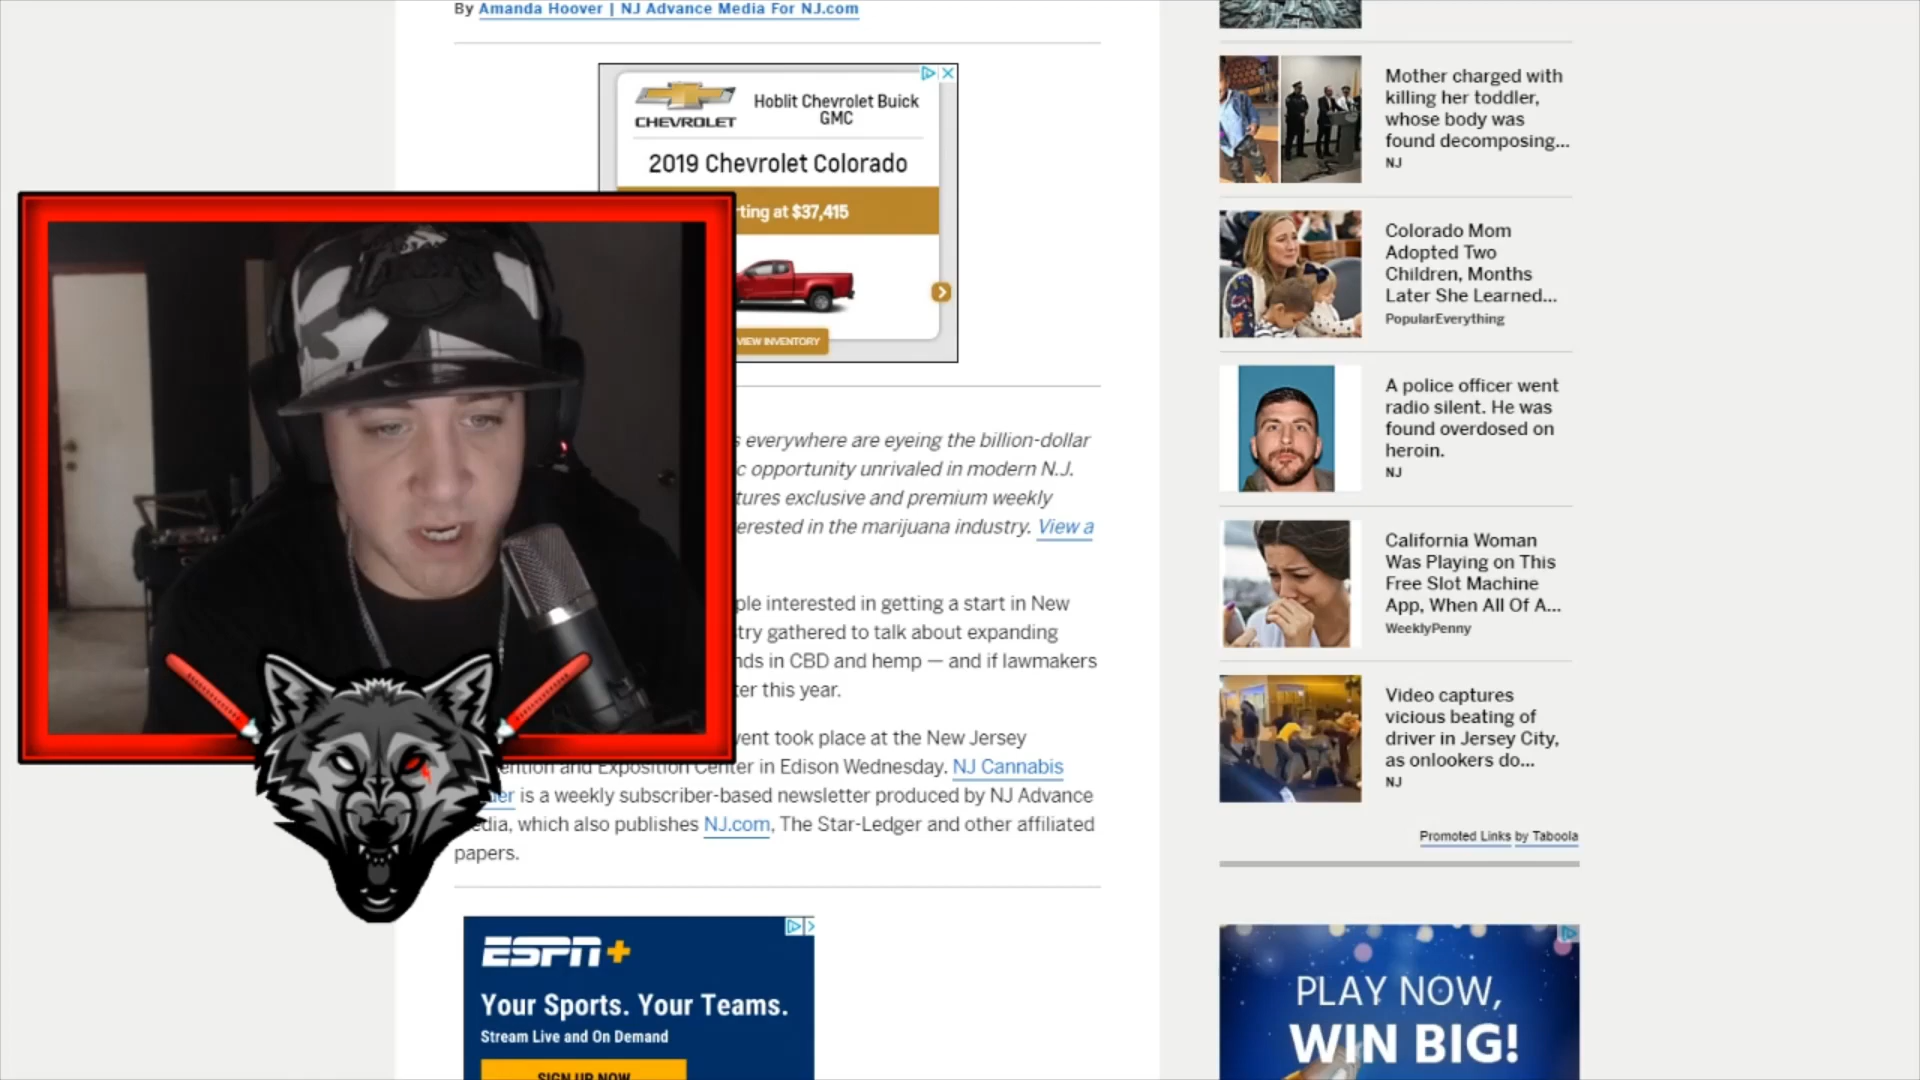 By Amanda Hoover | NJ Advance Media For NJ.com
CHEVROLET
Hoblit Chevrolet Buick
GMC
2019 Chevrolet Colorado
rting at $37,415
VIEW INVENTORY
s everywhere are eyeing the billion-dollar
c opportunity unrivaled in modern N.J.
tures exclusive and premium weekly
erested in the marijuana industry. View a
ple interested in getting a start in New
stry gathered to talk about expanding
nds in CBD and hemp — and if lawmakers
ter this year.
vent took place at the New Jersey
ention and Exposition Center in Edison Wednesday. NJ Cannabis
er is a weekly subscriber-based newsletter produced by NJ Advance
edia, which also publishes NJ.com, The Star-Ledger and other affiliated
papers.
ESPN+
Your Sports. Your Teams.
Stream Live and On Demand
SIGN UP NOW
Mother charged with
killing her toddler,
whose body was
found decomposing...
NJ
Colorado Mom
Adopted Two
Children, Months
Later She Learned...
PopularEverything
A police officer went
radio silent. He was
found overdosed on
heroin.
NJ
California Woman
Was Playing on This
Free Slot Machine
App, When All Of A...
WeeklyPenny
Video captures
vicious beating of
driver in Jersey City,
as onlookers do...
NJ
Promoted Links by Taboola
PLAY NOW,
WIN BIG!